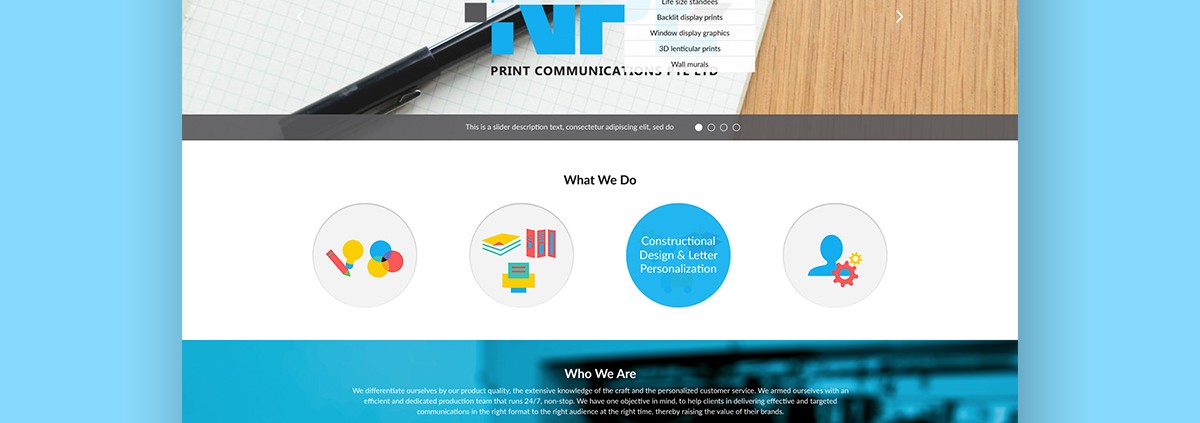 Life size standees
Backlit display prints
Window display graphics
3D lenticular prints
Wall murals
PRINT COMMUNICATIONS PTE LTD
This is a slider description text, consectetur adipiscing elit, sed do
What We Do
Constructional
Design & Letter
Personalization
Who We Are
We differentiate ourselves by our product quality, the extensive knowledge of the craft and the personalized customer service. We armed ourselves with an
efficient and dedicated production team that runs 24/7, non-stop. We have one objective in mind, to help clients in delivering effective and targeted
communications in the right format to the right audience at the right time, thereby raising the value of their brands.